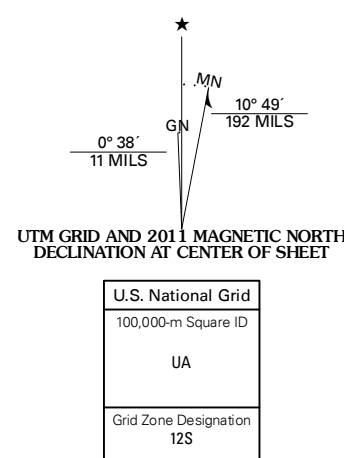 ★
MN
GN
10° 49´
192 MILS
0° 38´
11 MILS
UTM GRID AND 2011 MAGNETIC NORTH
DECLINATION AT CENTER OF SHEET
U.S. National Grid
100,000-m Square ID
UA
Grid Zone Designation
12S